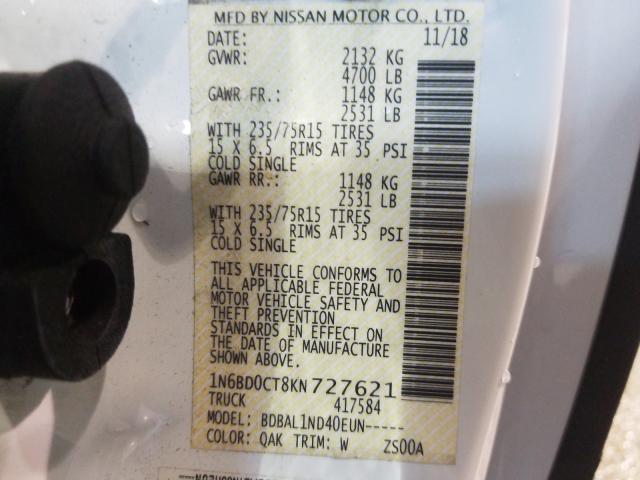 MFD BY NISSAN MOTOR CO., LTD.
DATE: 11/18
GVWR: 2132 KG
4700 LB
GAWR FR.: 1148 KG
2531 LB
WITH 235/75R15 TIRES
15 X 6.5 RIMS AT 35 PSI
COLD SINGLE
GAWR RR.: 1148 KG
2531 LB
WITH 235/75R15 TIRES
15 X 6.5 RIMS AT 35 PSI
COLD SINGLE
THIS VEHICLE CONFORMS TO
ALL APPLICABLE FEDERAL
MOTOR VEHICLE SAFETY AND
THEFT PREVENTION
STANDARDS IN EFFECT ON
THE DATE OF MANUFACTURE
SHOWN ABOVE.
1N6BD0CT8KN727621
TRUCK 417584
MODEL: BDBAL1ND40EUN-----
COLOR: QAK TRIM: W ZS00A